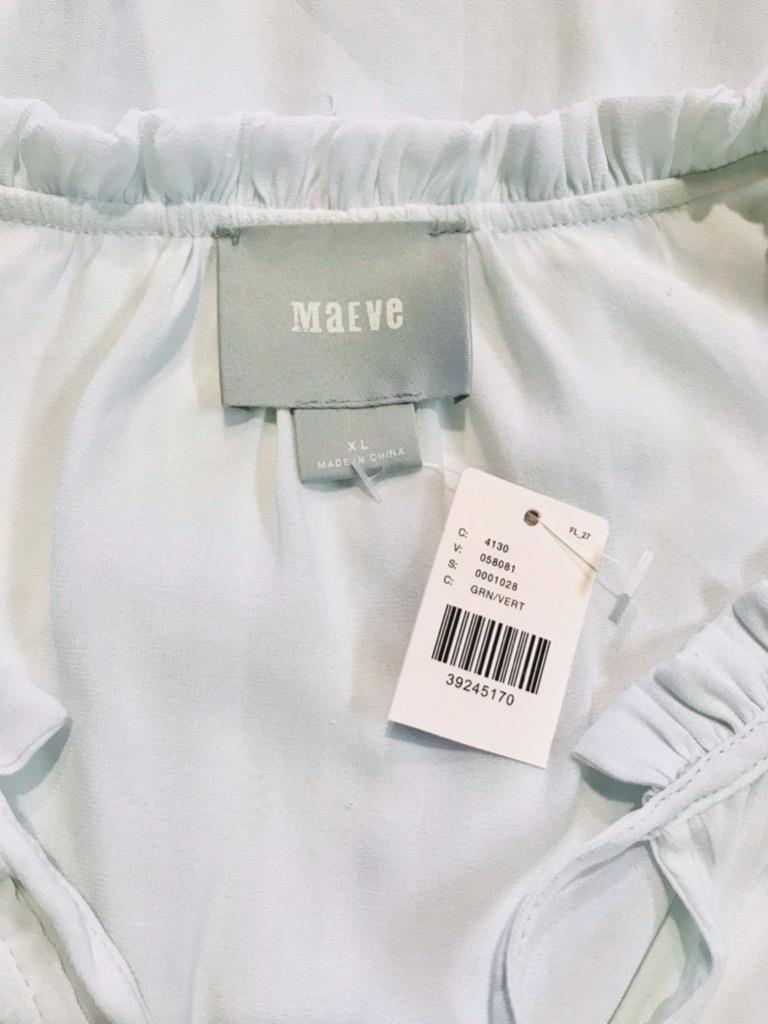 MaEVe
XL
MADE IN CHINA
FL_27
C: 4130
V: 058081
S: 0001028
C: GRN/VERT
39245170